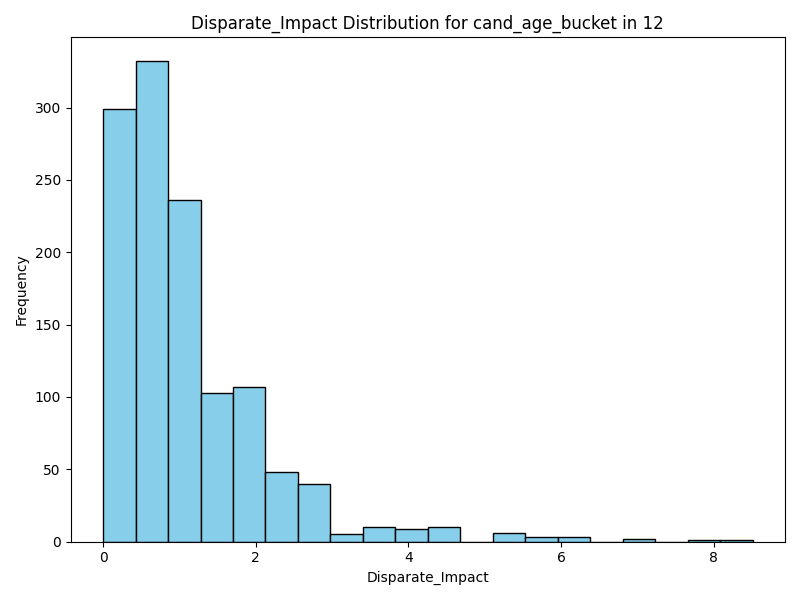 Disparate_Impact Distribution for cand_age_bucket in 12
Frequency
300
250
200
150
100
50
0
0 2 4 6 8
Disparate_Impact